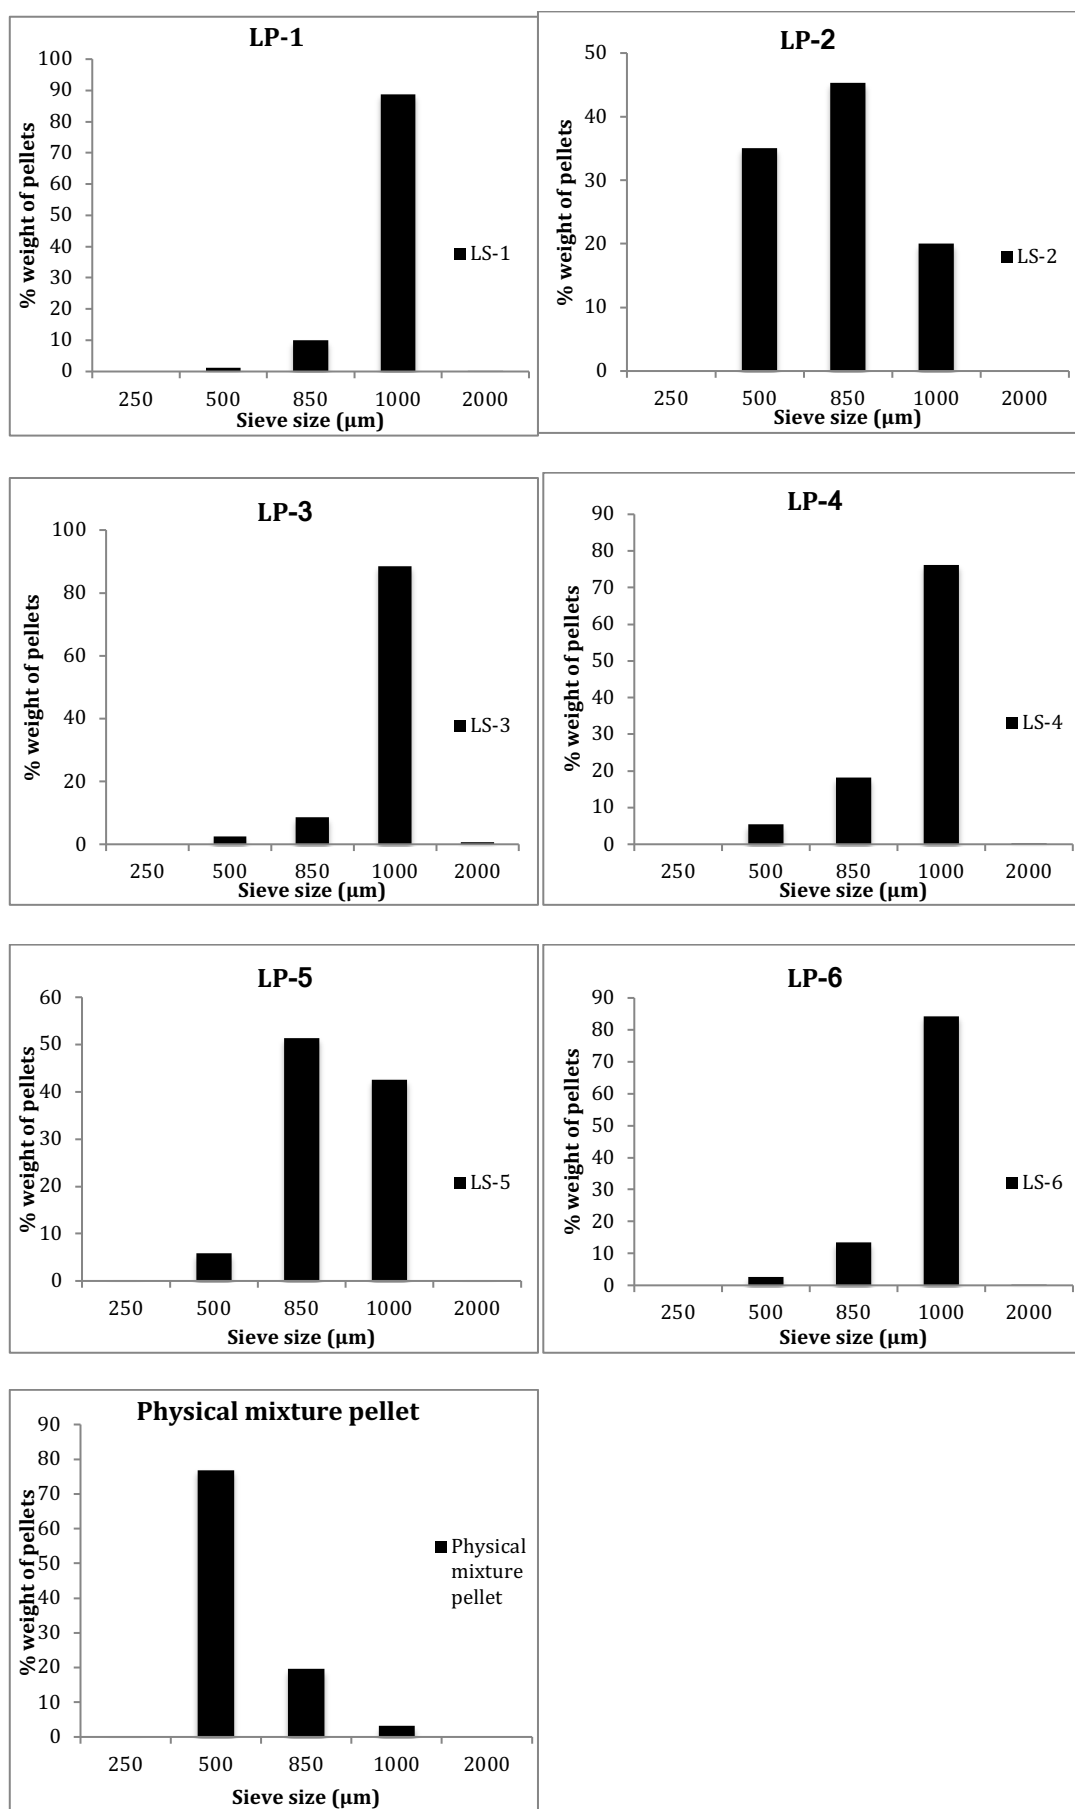 LP-1
% weight of pellets
100
90
80
70
60
50
40
30
20
10
0
250 500 850 1000 2000
Sieve size (µm)
LS-1
LP-2
% weight of pellets
50
40
30
20
10
0
250 500 850 1000 2000
Sieve size (µm)
LS-2
LP-3
% weight of pellets
100
80
60
40
20
0
250 500 850 1000 2000
Sieve size (µm)
LS-3
LP-4
% weight of pellets
90
80
70
60
50
40
30
20
10
0
250 500 850 1000 2000
Sieve size (µm)
LS-4
LP-5
% weight of pellets
60
50
40
30
20
10
0
250 500 850 1000 2000
Sieve size (µm)
LS-5
LP-6
% weight of pellets
90
80
70
60
50
40
30
20
10
0
250 500 850 1000 2000
Sieve size (µm)
LS-6
Physical mixture pellet
% weight of pellets
90
80
70
60
50
40
30
20
10
0
250 500 850 1000 2000
Sieve size (µm)
Physical
mixture
pellet